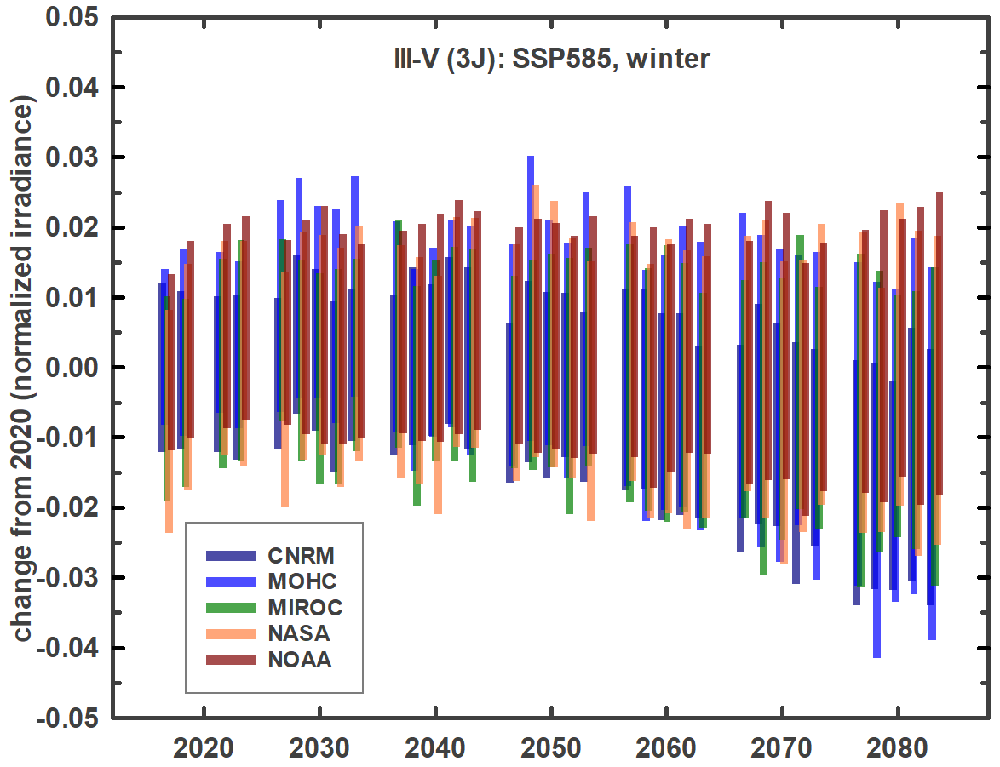 III-V (3J): SSP585, winter
change from 2020 (normalized irradiance)
0.05
0.04
0.03
0.02
0.01
0.00
-0.01
-0.02
-0.03
-0.04
-0.05
CNRM
MOHC
MIROC
NASA
NOAA
2020 2030 2040 2050 2060 2070 2080